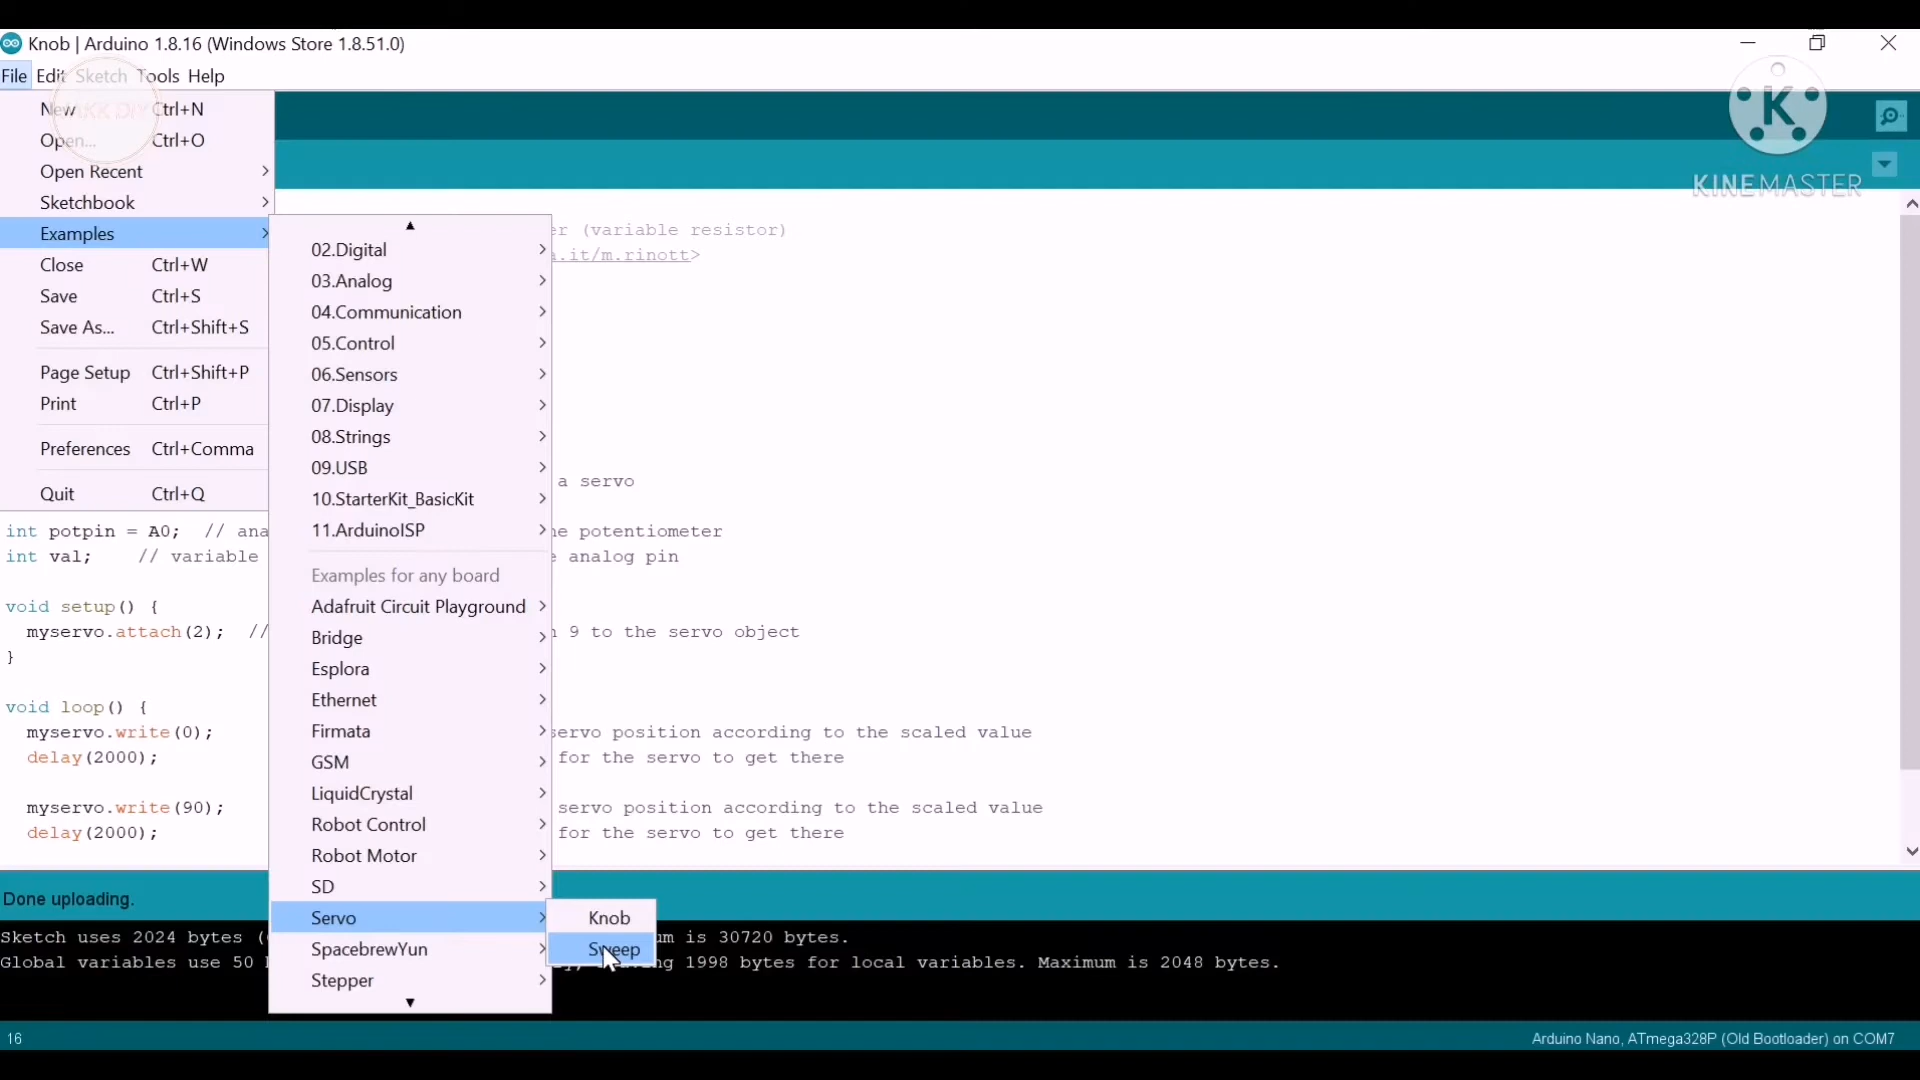 Knob | Arduino 1.8.16 (Windows Store 1.8.51.0)
File Edit Sketch Tools Help
New Ctrl+N
Open... Ctrl+O
Open Recent
Sketchbook
Examples
Close Ctrl+W
Save Ctrl+S
Save As... Ctrl+Shift+S
Page Setup Ctrl+Shift+P
Print Ctrl+P
Preferences Ctrl+Comma
Quit Ctrl+Q
KK DIY
K
KINEMASTER
02.Digital
03.Analog
04.Communication
05.Control
06.Sensors
07.Display
08.Strings
09.USB
10.StarterKit_BasicKit
11.ArduinoISP
Examples for any board
Adafruit Circuit Playground
Bridge
Esplora
Ethernet
Firmata
GSM
LiquidCrystal
Robot Control
Robot Motor
SD
Servo
SpacebrewYun
Stepper
Knob
Sweep
er (variable resistor)
a.it/m.rinott>
a servo
int potpin = A0; // ana he potentiometer
int val; // variable e analog pin
void setup() {
myservo.attach(2); // n 9 to the servo object
}
void loop() {
myservo.write(0); servo position according to the scaled value
delay(2000); for the servo to get there
myservo.write(90); servo position according to the scaled value
delay(2000); for the servo to get there
Done uploading.
Sketch uses 2024 bytes ( um is 30720 bytes.
Global variables use 50 ng 1998 bytes for local variables. Maximum is 2048 bytes.
16
Arduino Nano, ATmega328P (Old Bootloader) on COM7